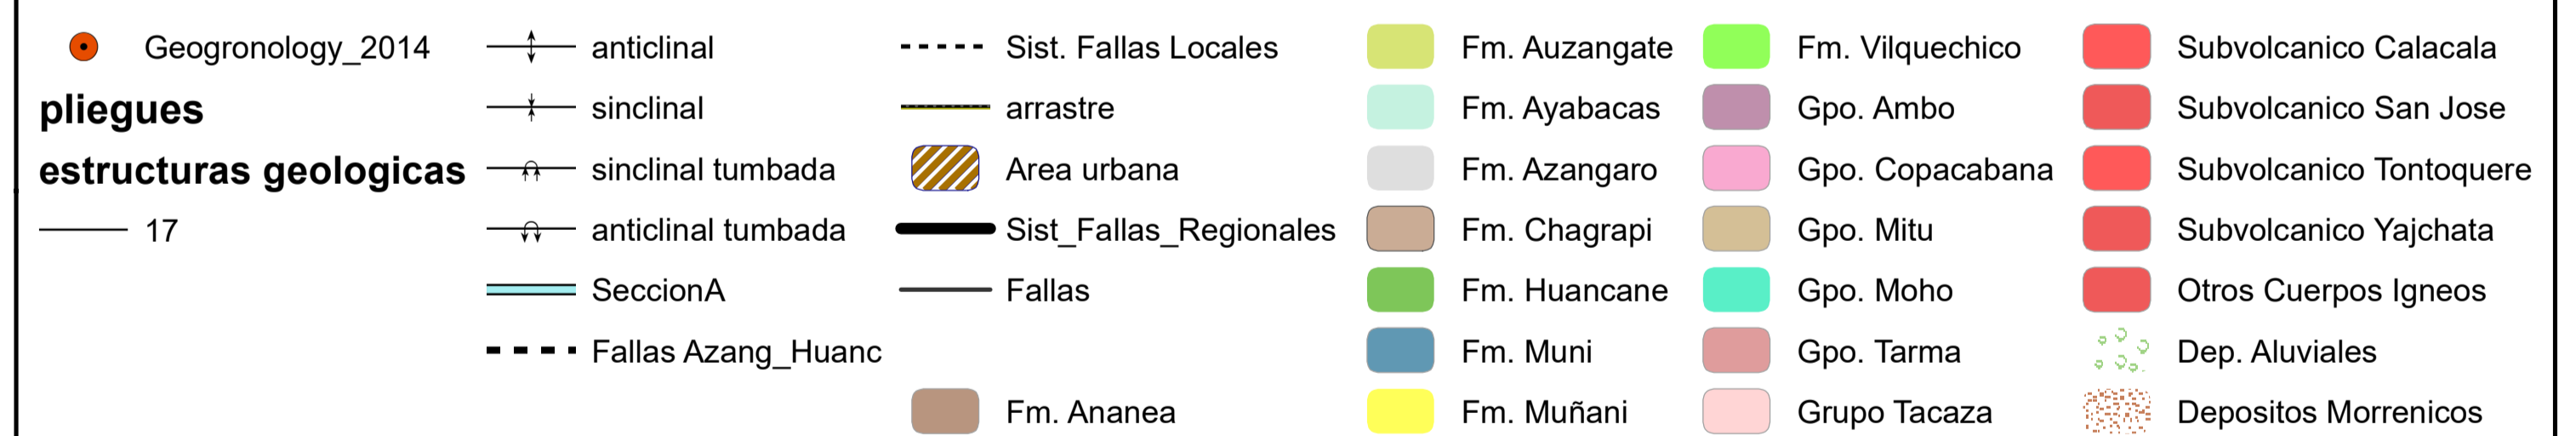 Geogronology_2014
pliegues
estructuras geologicas
17
anticlinal
sinclinal
sinclinal tumbada
anticlinal tumbada
SeccionA
Fallas Azang_Huanc
Sist. Fallas Locales
arrastre
Area urbana
Sist_Fallas_Regionales
Fallas
Fm. Ananea
Fm. Auzangate
Fm. Ayabacas
Fm. Azangaro
Fm. Chagrapi
Fm. Huancane
Fm. Muni
Fm. Muñani
Fm. Vilquechico
Gpo. Ambo
Gpo. Copacabana
Gpo. Mitu
Gpo. Moho
Gpo. Tarma
Grupo Tacaza
Subvolcanico Calacala
Subvolcanico San Jose
Subvolcanico Tontoquere
Subvolcanico Yajchata
Otros Cuerpos Igneos
Dep. Aluviales
Depositos Morrenicos